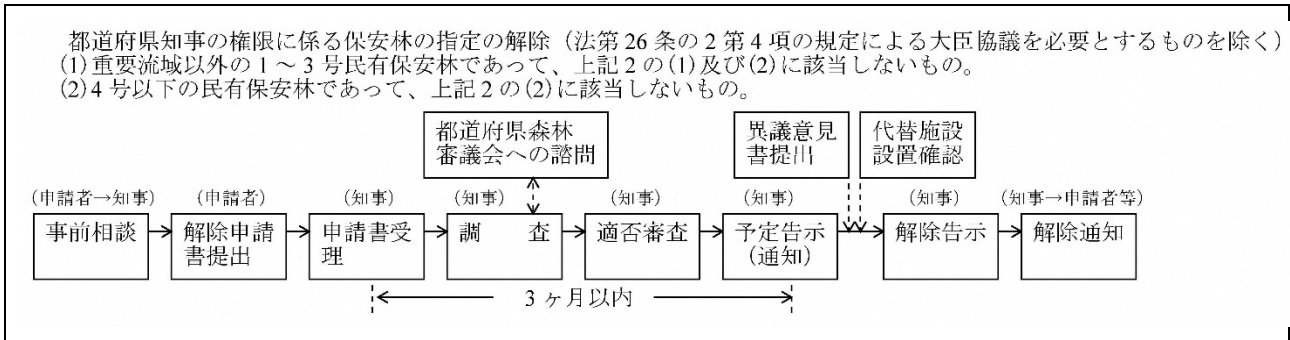 都道府県知事の権限に係る保安林の指定の解除（法第26条の2第4項の規定による大臣協議を必要とするものを除く）
(1)重要流域以外の1～3号民有保安林であって、上記2の(1)及び(2)に該当しないもの。
(2)4号以下の民有保安林であって、上記2の(2)に該当しないもの。
都道府県森林
審議会への諮問
異議意見
書提出
代替施設
設置確認
(申請者→知事)
事前相談
(申請者)
解除申請
書提出
(知事)
申請書受
理
(知事)
調　査
(知事)
適否審査
(知事)
予定告示
(通知)
(知事)
解除告示
(知事→申請者等)
解除通知
3ヶ月以内